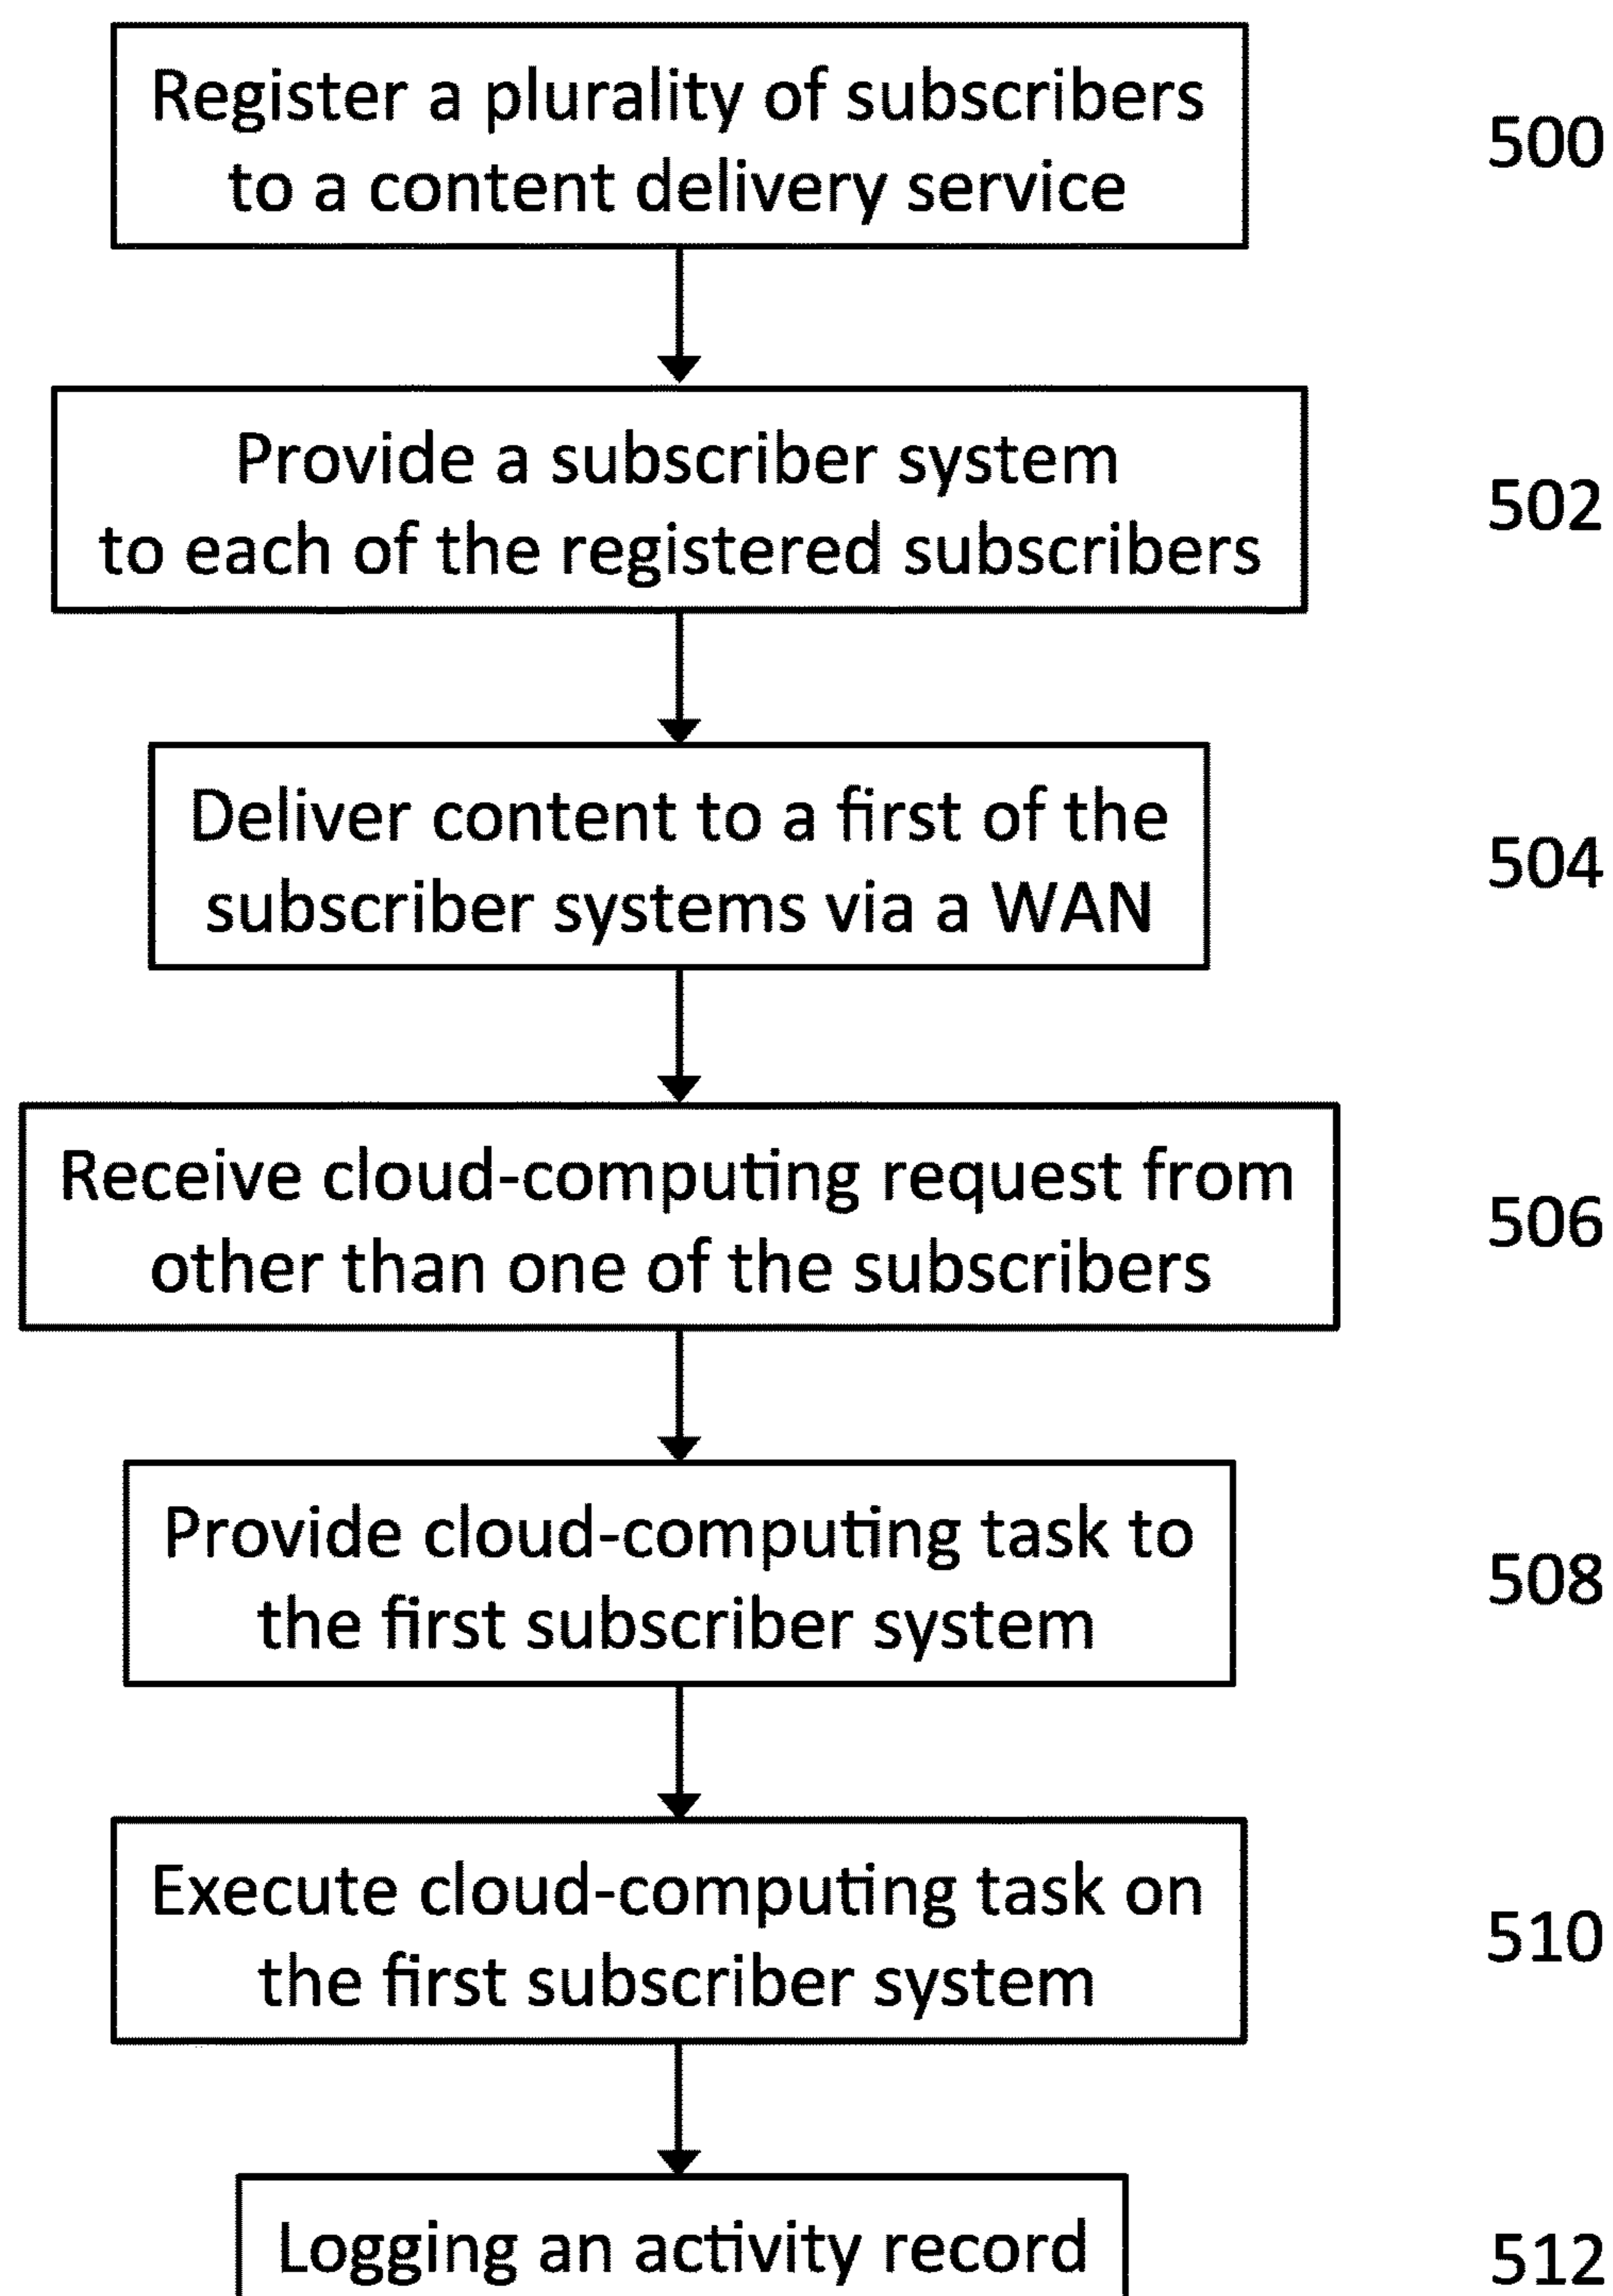 Register a plurality of subscribers
to a content delivery service
500
Provide a subscriber system
to each of the registered subscribers
502
Deliver content to a first of the
subscriber systems via a WAN
504
Receive cloud-computing request from
other than one of the subscribers
506
Provide cloud-computing task to
the first subscriber system
508
Execute cloud-computing task on
the first subscriber system
510
Logging an activity record
512